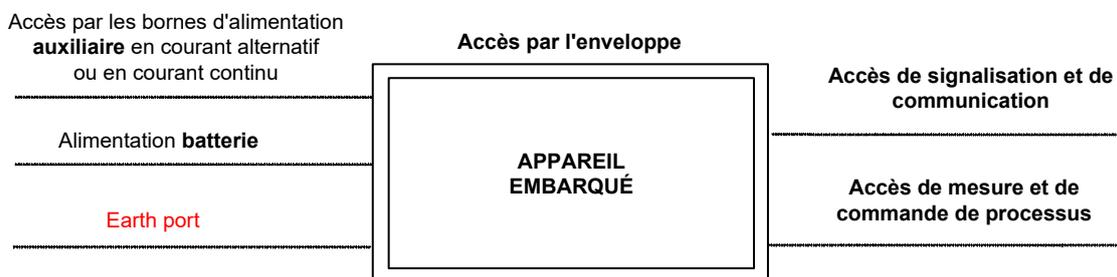 Accès par les bornes d'alimentation
auxiliaire en courant alternatif
ou en courant continu
Alimentation batterie
Earth port
Accès par l'enveloppe
APPAREIL
EMBARQUÉ
Accès de signalisation et de
communication
Accès de mesure et de
commande de processus